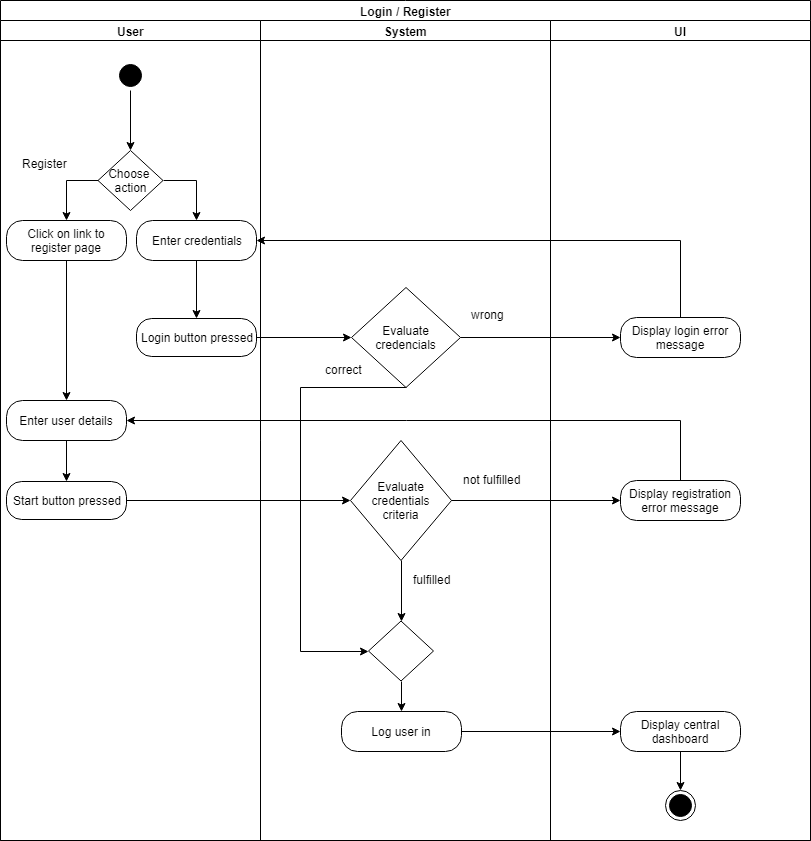 Login / Register
User
System
UI
Register
Choose
action
Click on link to
register page
Enter credentials
Login button pressed
Evaluate
credencials
wrong
Display login error
message
correct
Enter user details
Start button pressed
Evaluate
credentials
criteria
not fulfilled
Display registration
error message
fulfilled
Log user in
Display central
dashboard